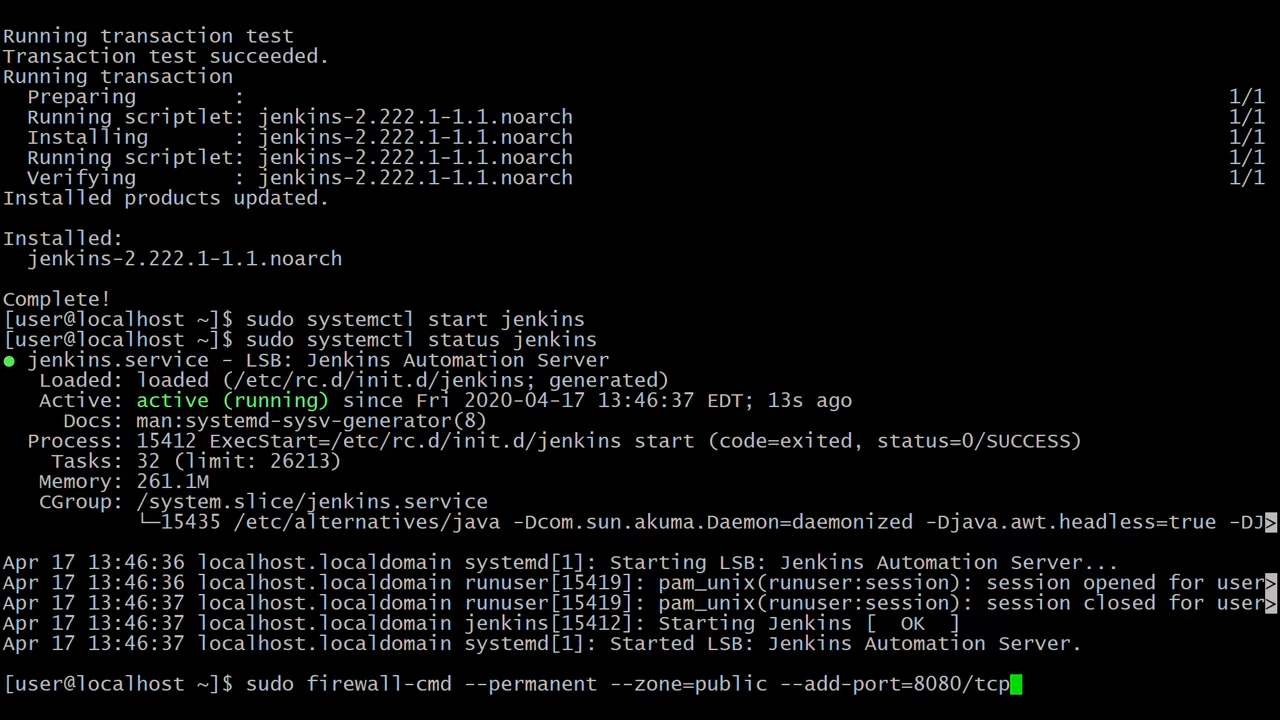 Running transaction test
Transaction test succeeded.
Running transaction
  Preparing        :                                                                                 1/1
  Running scriptlet: jenkins-2.222.1-1.1.noarch                                                      1/1
  Installing       : jenkins-2.222.1-1.1.noarch                                                      1/1
  Running scriptlet: jenkins-2.222.1-1.1.noarch                                                      1/1
  Verifying        : jenkins-2.222.1-1.1.noarch                                                      1/1
Installed products updated.

Installed:
  jenkins-2.222.1-1.1.noarch

Complete!
[user@localhost ~]$ sudo systemctl start jenkins
[user@localhost ~]$ sudo systemctl status jenkins
● jenkins.service - LSB: Jenkins Automation Server
   Loaded: loaded (/etc/rc.d/init.d/jenkins; generated)
   Active: active (running) since Fri 2020-04-17 13:46:37 EDT; 13s ago
     Docs: man:systemd-sysv-generator(8)
  Process: 15412 ExecStart=/etc/rc.d/init.d/jenkins start (code=exited, status=0/SUCCESS)
    Tasks: 32 (limit: 26213)
   Memory: 261.1M
   CGroup: /system.slice/jenkins.service
           └─15435 /etc/alternatives/java -Dcom.sun.akuma.Daemon=daemonized -Djava.awt.headless=true -DJ>

Apr 17 13:46:36 localhost.localdomain systemd[1]: Starting LSB: Jenkins Automation Server...
Apr 17 13:46:36 localhost.localdomain runuser[15419]: pam_unix(runuser:session): session opened for user>
Apr 17 13:46:37 localhost.localdomain runuser[15419]: pam_unix(runuser:session): session closed for user>
Apr 17 13:46:37 localhost.localdomain jenkins[15412]: Starting Jenkins [  OK  ]
Apr 17 13:46:37 localhost.localdomain systemd[1]: Started LSB: Jenkins Automation Server.

[user@localhost ~]$ sudo firewall-cmd --permanent --zone=public --add-port=8080/tcp